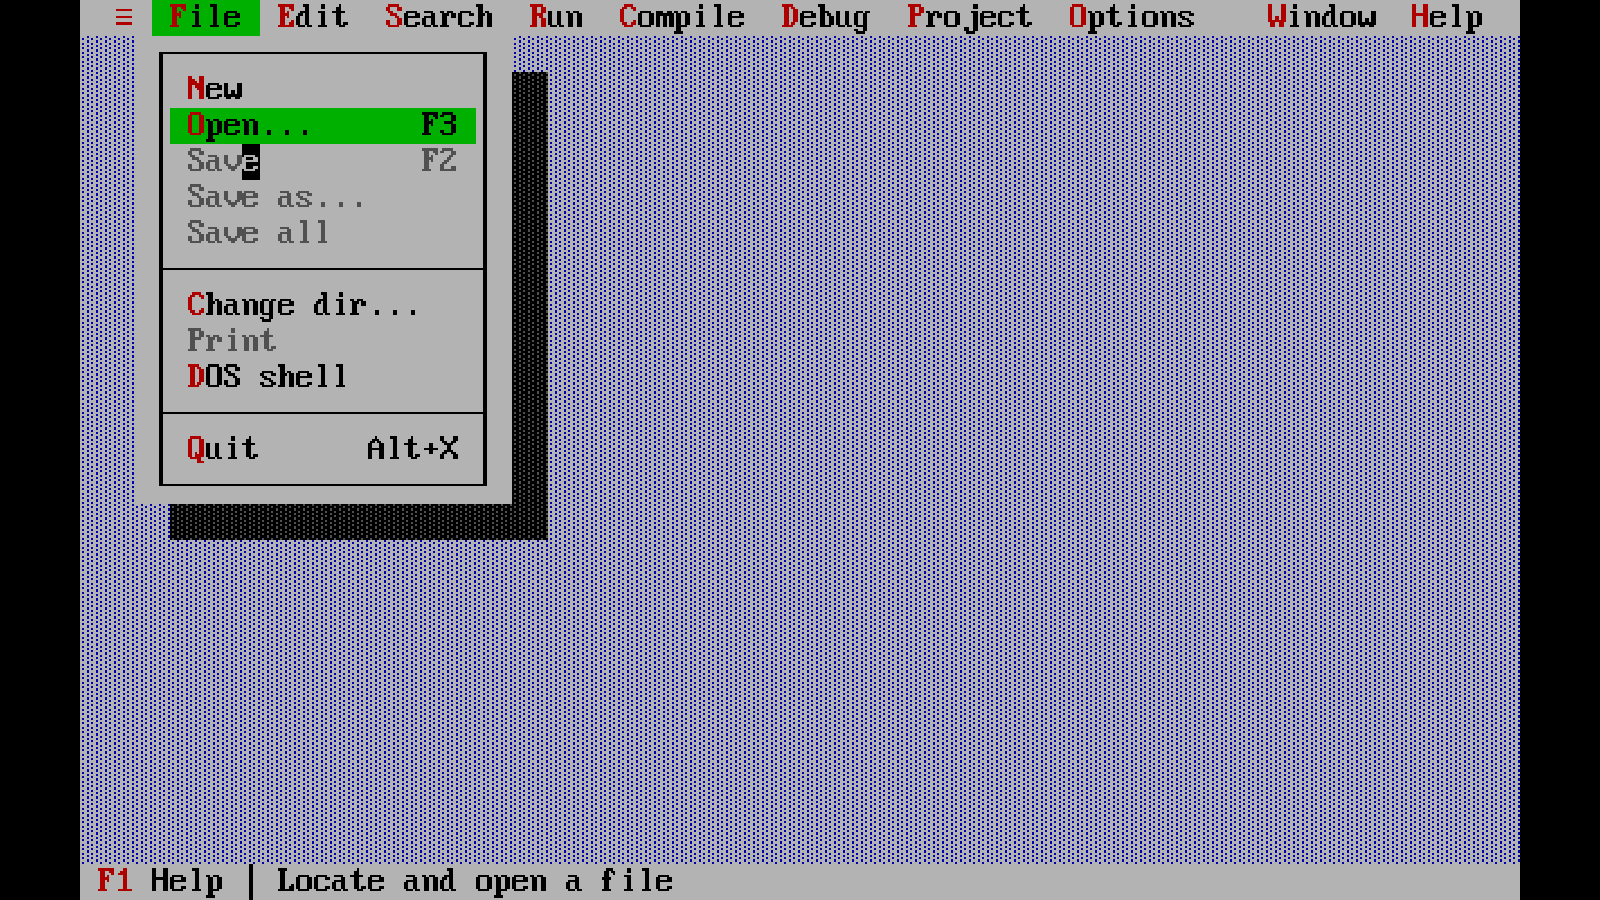 ≡ File Edit Search Run Compile Debug Project Options Window Help
New
Open... F3
Save F2
Save as...
Save all
Change dir...
Print
DOS shell
Quit Alt+X
F1 Help │ Locate and open a file